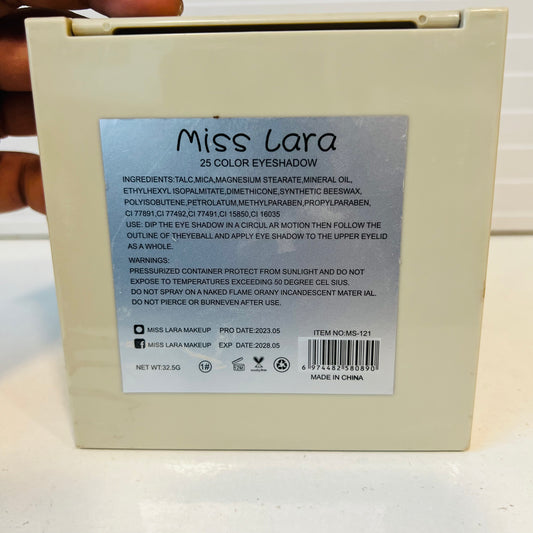 Miss Lara
25 COLOR EYESHADOW
INGREDIENTS:TALC,MICA,MAGNESIUM STEARATE,MINERAL OIL,
ETHYLHEXYL ISOPALMITATE,DIMETHICONE,SYNTHETIC BEESWAX,
POLYISOBUTENE,PETROLATUM,METHYLPARABEN,PROPYLPARABEN,
CI 77891,CI 77492,CI 77491,CI 15850,CI 16035
USE: DIP THE EYE SHADOW IN A CIRCULAR MOTION THEN FOLLOW THE
OUTLINE OF THEYEBALL AND APPLY EYE SHADOW TO THE UPPER EYELID
AS A WHOLE.
WARNINGS:
PRESSURIZED CONTAINER PROTECT FROM SUNLIGHT AND DO NOT
EXPOSE TO TEMPERATURES EXCEEDING 50 DEGREE CEL SIUS.
DO NOT SPRAY ON A NAKED FLAME ORANY INCANDESCENT MATER IAL.
DO NOT PIERCE OR BURNEVEN AFTER USE.
MISS LARA MAKEUP PRO DATE:2023.05
MISS LARA MAKEUP EXP DATE:2028.05
NET WT:32.5G
1#
ITEM NO:MS-121
6 974482 580890
MADE IN CHINA